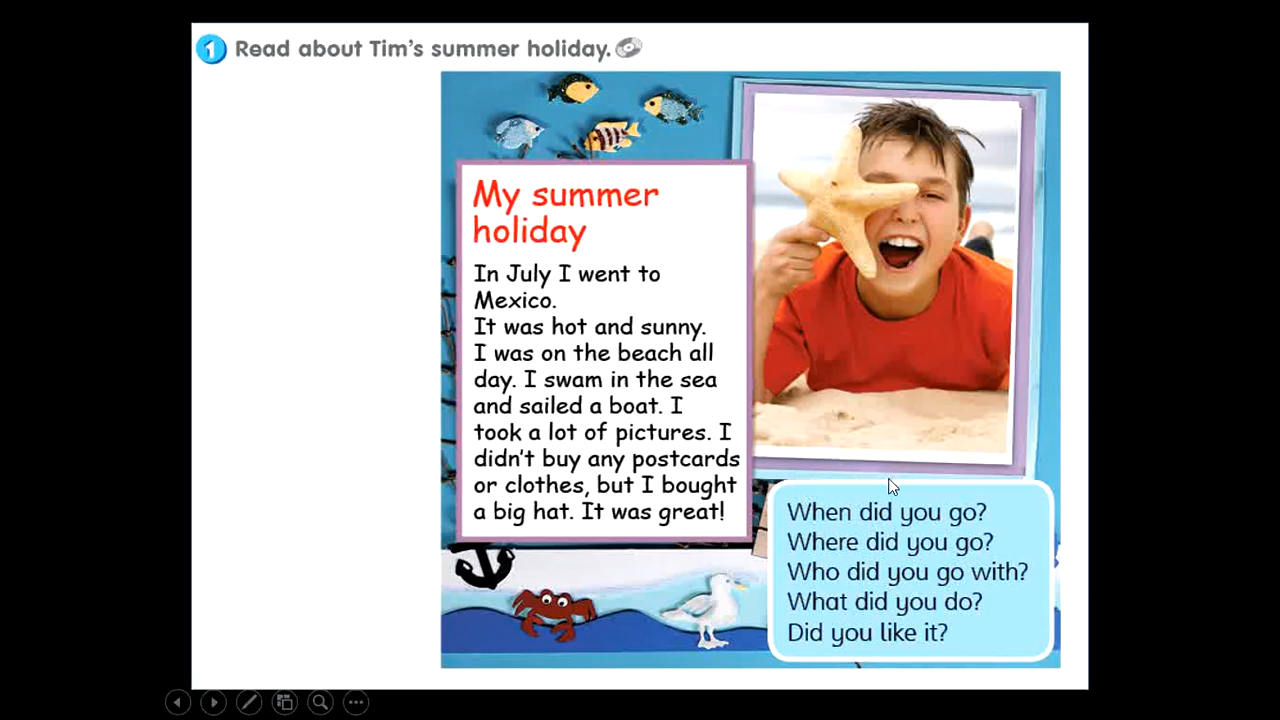 1 Read about Tim's summer holiday.
My summer
holiday
In July I went to
Mexico.
It was hot and sunny.
I was on the beach all
day. I swam in the sea
and sailed a boat. I
took a lot of pictures. I
didn't buy any postcards
or clothes, but I bought
a big hat. It was great!
When did you go?
Where did you go?
Who did you go with?
What did you do?
Did you like it?